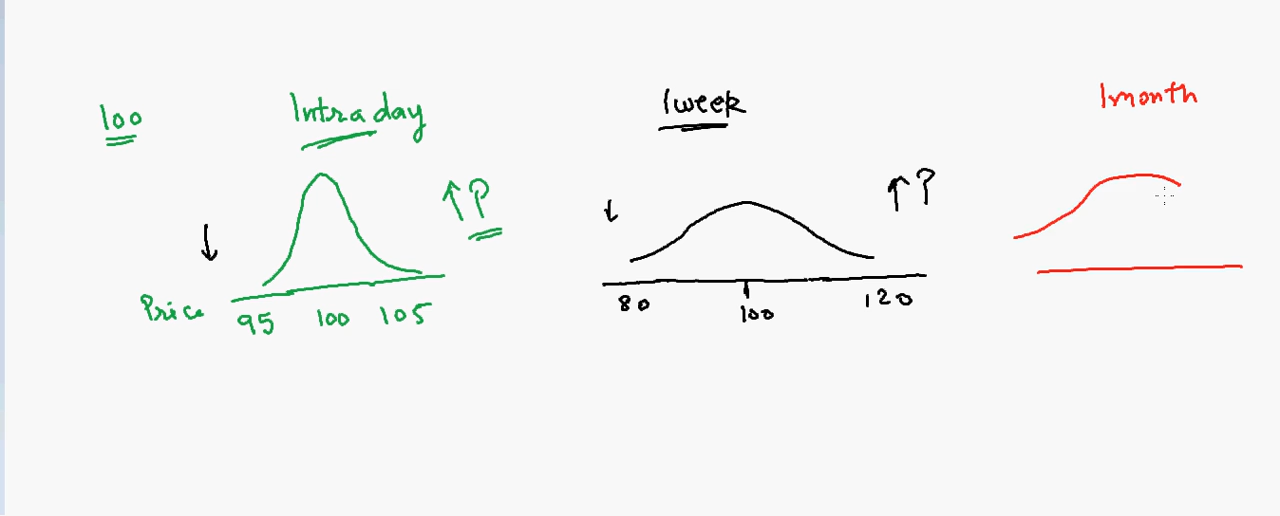 100
Intraday
1week
1month
↑ P
↑ ?
↓
↓
Price 95 100 105
80 100 120